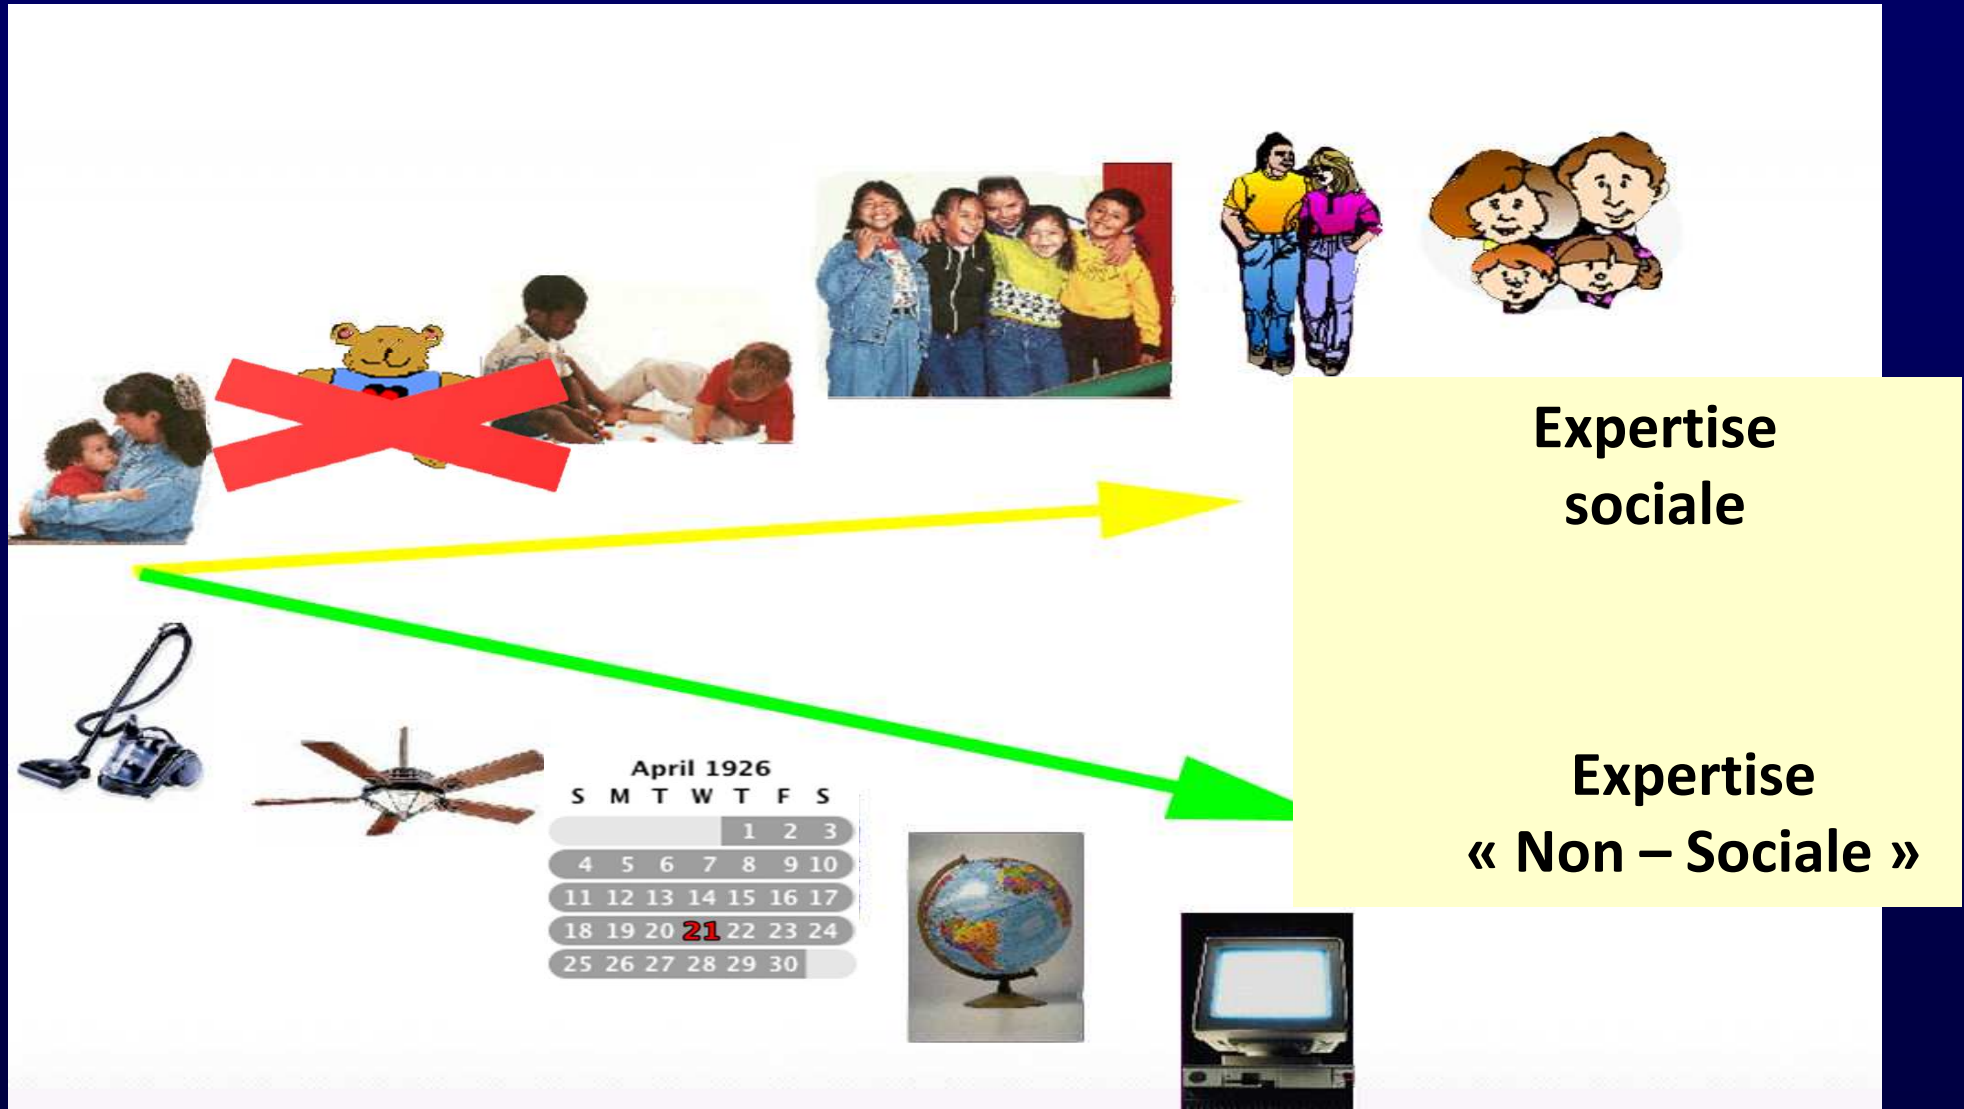 Expertise
sociale
Expertise
« Non – Sociale »
April 1926
S M T W T F S
1 2 3
4 5 6 7 8 9 10
11 12 13 14 15 16 17
18 19 20 21 22 23 24
25 26 27 28 29 30